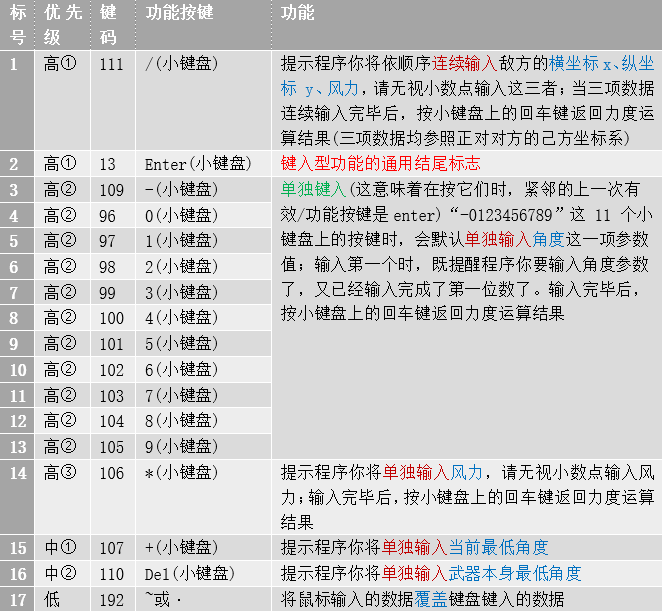 标号 优先级 键码 功能按键 功能
1 高① 111 /(小键盘) 提示程序你将依顺序连续输入敌方的横坐标x、纵坐
标 y、风力，请无视小数点输入这三者；当三项数据
连续输入完毕后，按小键盘上的回车键返回力度运
算结果(三项数据均参照正对对方的己方坐标系)
2 高① 13 Enter(小键盘) 键入型功能的通用结尾标志
3 高② 109 -(小键盘) 单独键入(这意味着在按它们时，紧邻的上一次有
4 高② 96 0(小键盘) 效/功能按键是 enter)“-0123456789”这 11 个小
5 高② 97 1(小键盘) 键盘上的按键时，会默认单独输入角度这一项参数
6 高② 98 2(小键盘) 值；输入第一个时，既提醒程序你要输入角度参数
7 高② 99 3(小键盘) 了，又已经输入完成了第一位数了。输入完毕后，
8 高② 100 4(小键盘) 按小键盘上的回车键返回力度运算结果
9 高② 101 5(小键盘)
10 高② 102 6(小键盘)
11 高② 103 7(小键盘)
12 高② 104 8(小键盘)
13 高② 105 9(小键盘)
14 高③ 106 *(小键盘) 提示程序你将单独输入风力，请无视小数点输入风
力；输入完毕后，按小键盘上的回车键返回力度运算
结果
15 中① 107 +(小键盘) 提示程序你将单独输入当前最低角度
16 中② 110 Del(小键盘) 提示程序你将单独输入武器本身最低角度
17 低 192 ~或· 将鼠标输入的数据覆盖键盘键入的数据